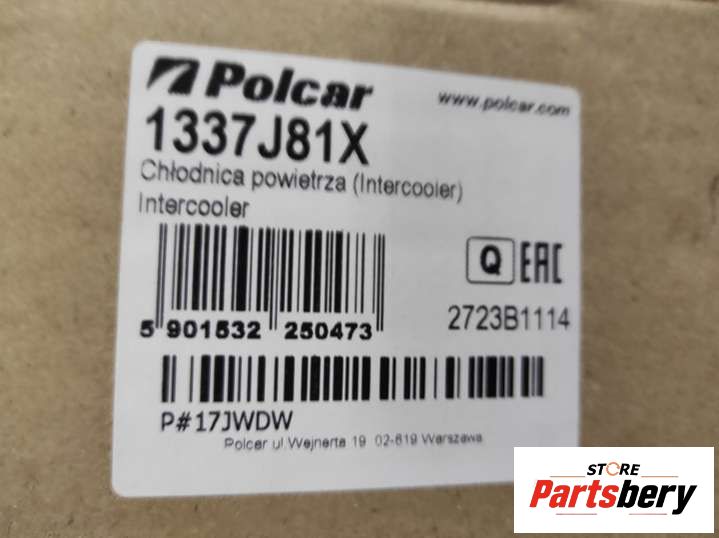 Polcar
www.polcar.com
1337J81X
Chłodnica powietrza (Intercooler)
Intercooler
Q EAC
5 901532 250473
2723B1114
P#17JWDW
Polcar ul.Wejnerta 19 02-619 Warszawa
STORE
Partsbery